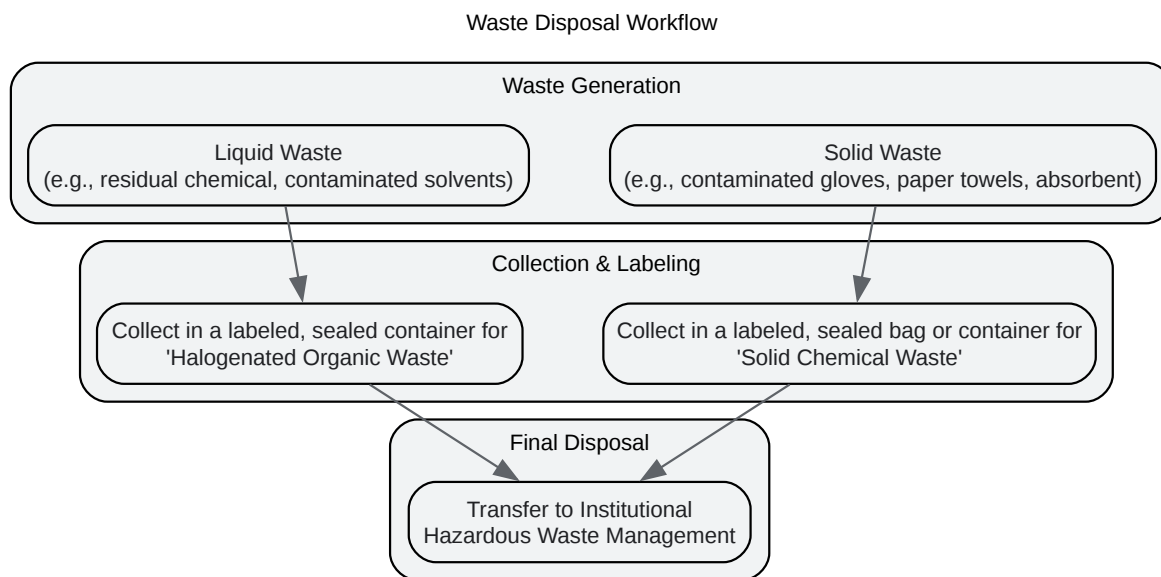 Waste Disposal Workflow
Waste Generation
Liquid Waste
(e.g., residual chemical, contaminated solvents)
Solid Waste
(e.g., contaminated gloves, paper towels, absorbent)
Collection & Labeling
Collect in a labeled, sealed container for
'Halogenated Organic Waste'
Collect in a labeled, sealed bag or container for
'Solid Chemical Waste'
Final Disposal
Transfer to Institutional
Hazardous Waste Management